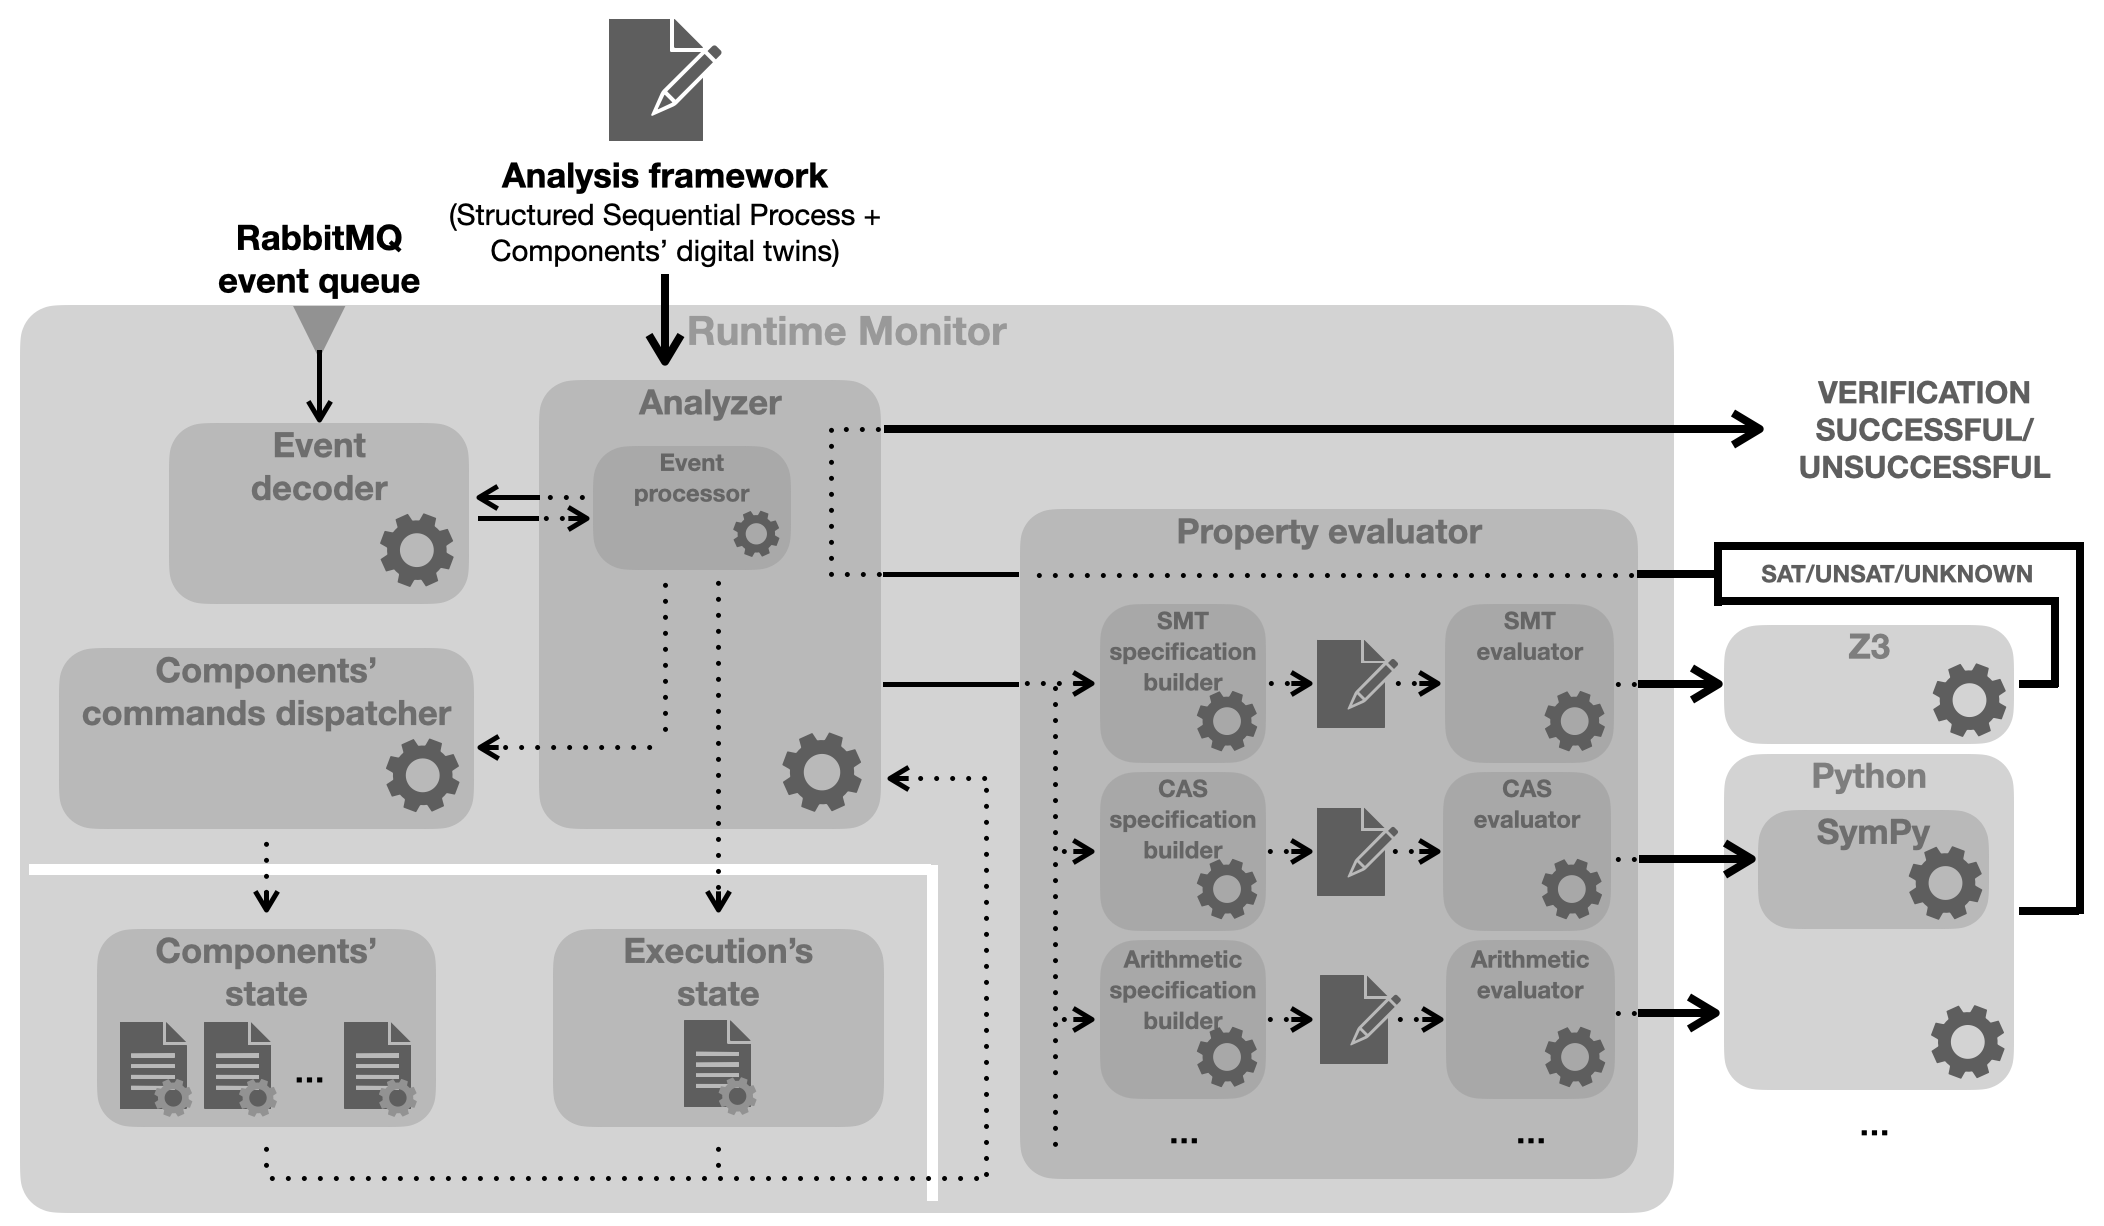 Analysis framework
(Structured Sequential Process +
Components' digital twins)
RabbitMQ
event queue
Runtime Monitor
Analyzer
Event
processor
Event
decoder
Components'
commands dispatcher
Components'
state
...
Execution's
state
Property evaluator
SMT
specification
builder
SMT
evaluator
CAS
specification
builder
CAS
evaluator
Arithmetic
specification
builder
Arithmetic
evaluator
...
...
VERIFICATION
SUCCESSFUL/
UNSUCCESSFUL
SAT/UNSAT/UNKNOWN
Z3
Python
SymPy
...